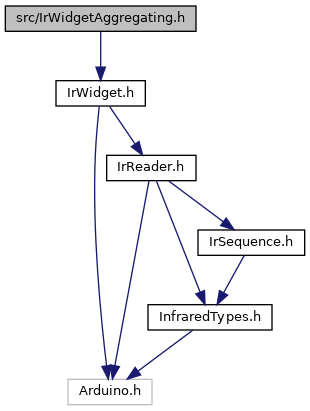 src/IrWidgetAggregating.h
IrWidget.h
IrReader.h
IrSequence.h
InfraredTypes.h
Arduino.h